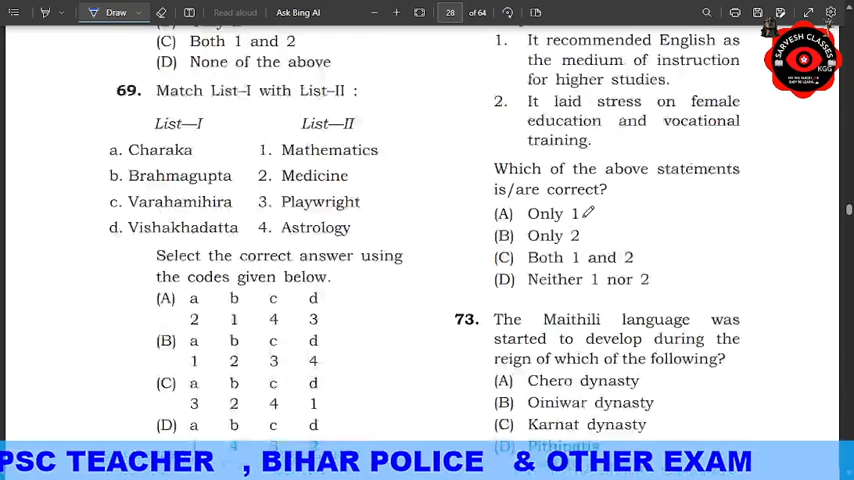 Draw
Read aloud
Ask Bing AI
28
of 64
SARVESH CLASSES
KGG
(C) Both 1 and 2
(D) None of the above
69. Match List-I with List-II :
List—I List—II
a. Charaka 1. Mathematics
b. Brahmagupta 2. Medicine
c. Varahamihira 3. Playwright
d. Vishakhadatta 4. Astrology
Select the correct answer using
the codes given below.
(A) a b c d
2 1 4 3
(B) a b c d
1 2 3 4
(C) a b c d
3 2 4 1
(D) a b c d
1. It recommended English as
the medium of instruction
for higher studies.
2. It laid stress on female
education and vocational
training.
Which of the above statements
is/are correct?
(A) Only 1
(B) Only 2
(C) Both 1 and 2
(D) Neither 1 nor 2
73. The Maithili language was
started to develop during the
reign of which of the following?
(A) Chero dynasty
(B) Oiniwar dynasty
(C) Karnat dynasty
(D) Pithipatis
PSC TEACHER , BIHAR POLICE & OTHER EXAM